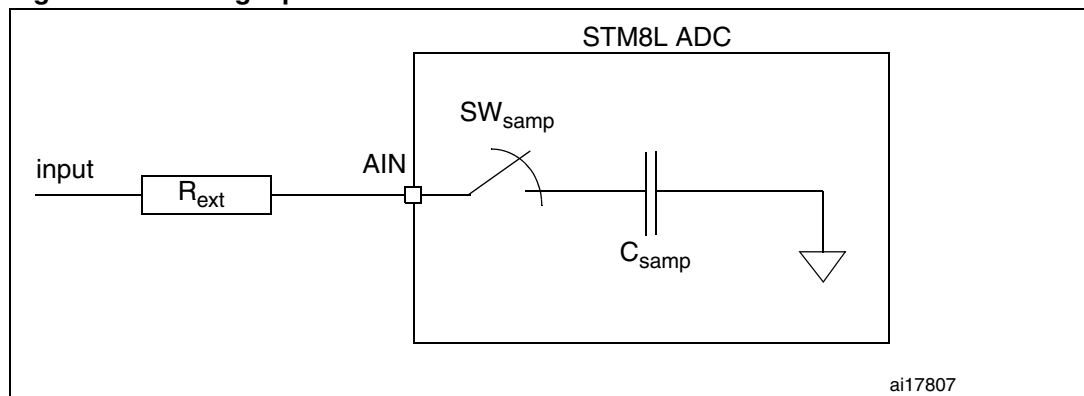 STM8L ADC
SWsamp
AIN
input
Rext
Csamp
ai17807